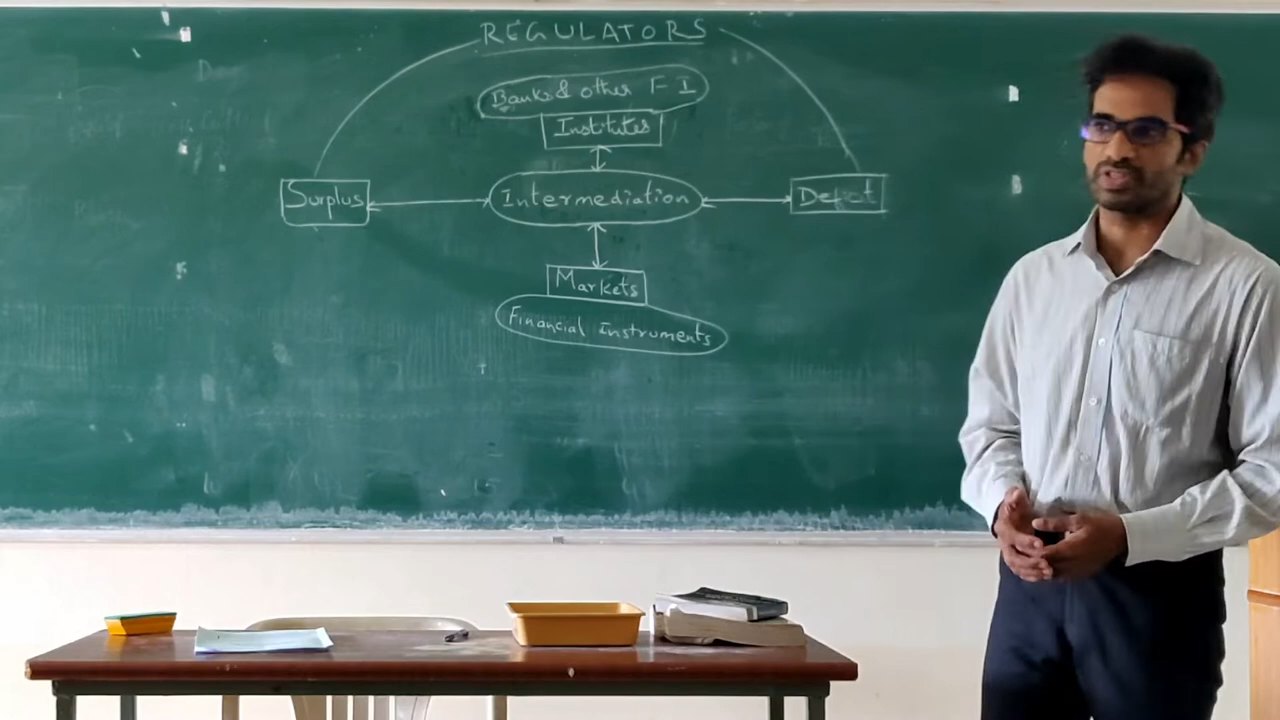 REGULATORS
Banks & other F I
Institutes
Surplus
Intermediation
Deficit
Markets
Financial Instruments